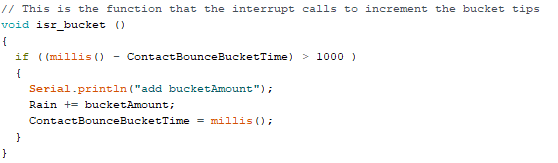 // This is the function that the interrupt calls to increment the bucket tips
void isr_bucket ()
{
  if ((millis() - ContactBounceBucketTime) > 1000 )
  {
    Serial.println("add bucketAmount");
    Rain += bucketAmount;
    ContactBounceBucketTime = millis();
  }
}